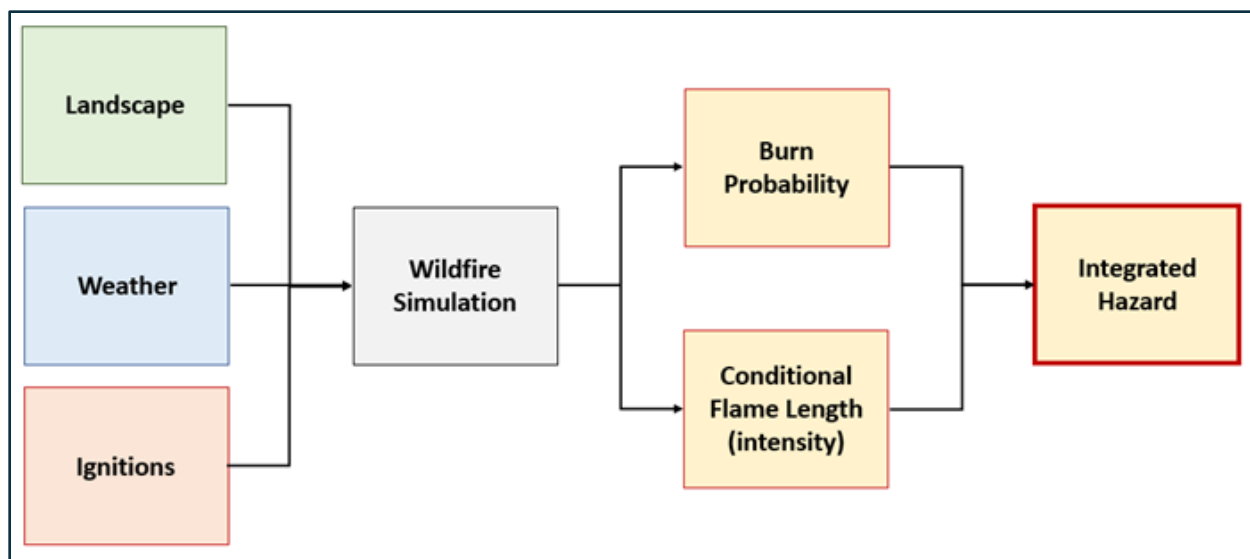 Landscape
Weather
Ignitions
Wildfire
Simulation
Burn
Probability
Conditional
Flame Length
(intensity)
Integrated
Hazard